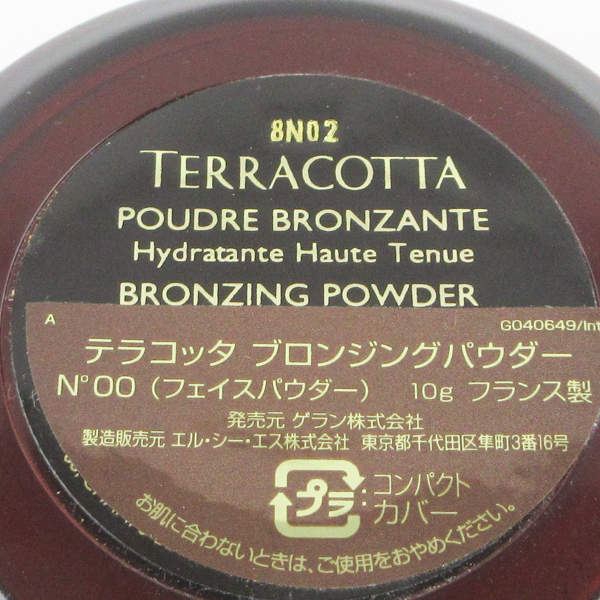 8N02
TERRACOTTA
POUDRE BRONZANTE
Hydratante Haute Tenue
BRONZING POWDER
A
G040649/Int
テラコッタ ブロンジングパウダー
N°00（フェイスパウダー） 10g フランス製
発売元 ゲラン株式会社
製造販売元 エル・シー・エス株式会社 東京都千代田区隼町3番16号
プラ : コンパクト
カバー
お肌に合わないときは、ご使用をおやめください。